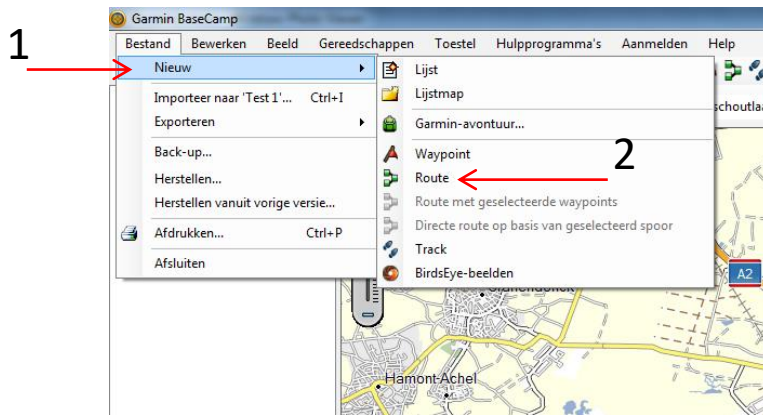 Garmin BaseCamp
1
Bestand Bewerken Beeld Gereedschappen Toestel Hulpprogramma's Aanmelden Help
Nieuw
Importeer naar 'Test 1'... Ctrl+I
Exporteren
Back-up...
Herstellen...
Herstellen vanuit vorige versie...
Afdrukken... Ctrl+P
Afsluiten
Lijst
Lijstmap
Garmin-avontuur...
Waypoint
2
Route
Route met geselecteerde waypoints
Directe route op basis van geselecteerd spoor
Track
BirdsEye-beelden
schoutlaa
A2
Hamont-Achel